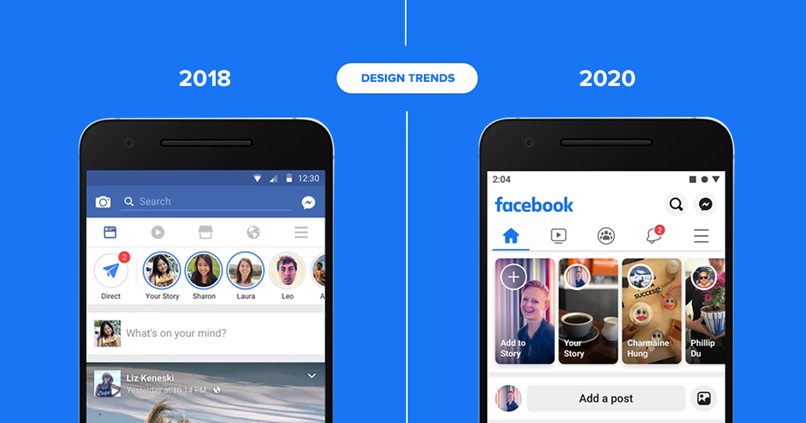 2018
DESIGN TRENDS
2020
12:30
Search
2
Direct
Your Story
Sharon
Laura
Leo
A
What's on your mind?
Liz Keneski
Yesterday at 10:14 PM
2:04
facebook
2
Add to
Story
Your
Story
SUCCESS!
Charmaine
Hung
Phillip
Du
Add a post